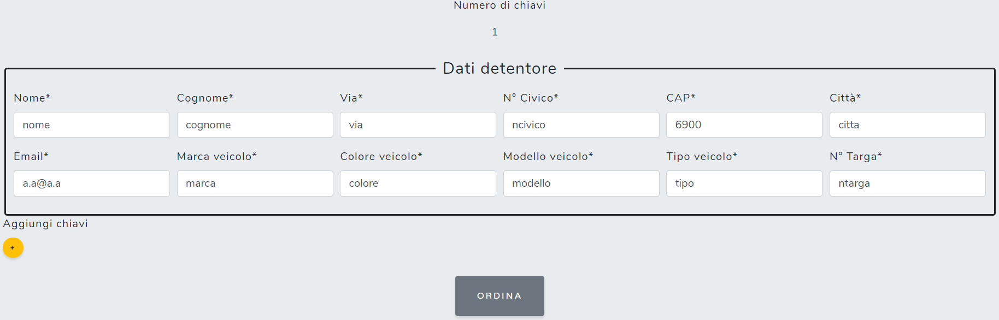 Numero di chiavi
1
Dati detentore
Nome* Cognome* Via* N° Civico* CAP* Città*
nome cognome via ncivico 6900 citta
Email* Marca veicolo* Colore veicolo* Modello veicolo* Tipo veicolo* N° Targa*
a.a@a.a marca colore modello tipo ntarga
Aggiungi chiavi
+
ORDINA